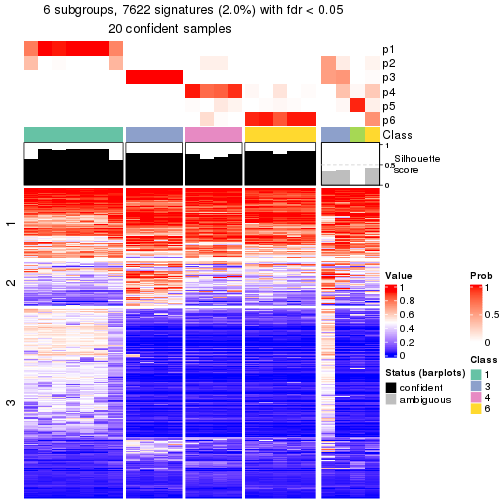 6 subgroups, 7622 signatures (2.0%) with fdr < 0.05
20 confident samples
p1
p2
p3
p4
p5
p6
Class
1
0.5
0
Silhouette
score
1
2
3
Value
1
0.8
0.6
0.4
0.2
0
Prob
1
0.5
0
Status (barplots)
confident
ambiguous
Class
1
3
4
6